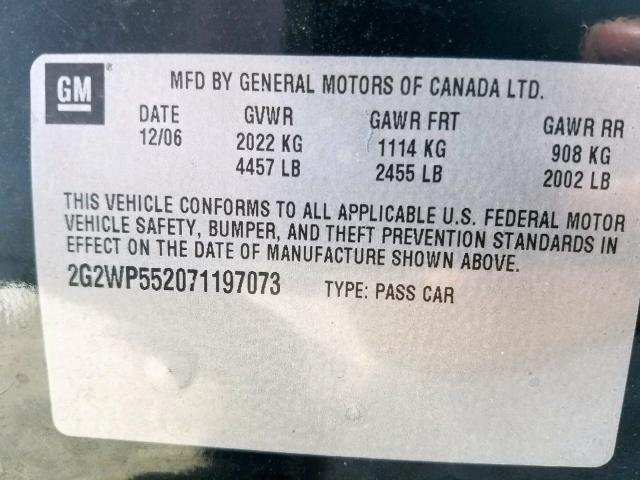 GM
MFD BY GENERAL MOTORS OF CANADA LTD.
DATE GVWR GAWR FRT GAWR RR
12/06 2022 KG 1114 KG 908 KG
4457 LB 2455 LB 2002 LB
THIS VEHICLE CONFORMS TO ALL APPLICABLE U.S. FEDERAL MOTOR
VEHICLE SAFETY, BUMPER, AND THEFT PREVENTION STANDARDS IN
EFFECT ON THE DATE OF MANUFACTURE SHOWN ABOVE.
2G2WP552071197073 TYPE: PASS CAR